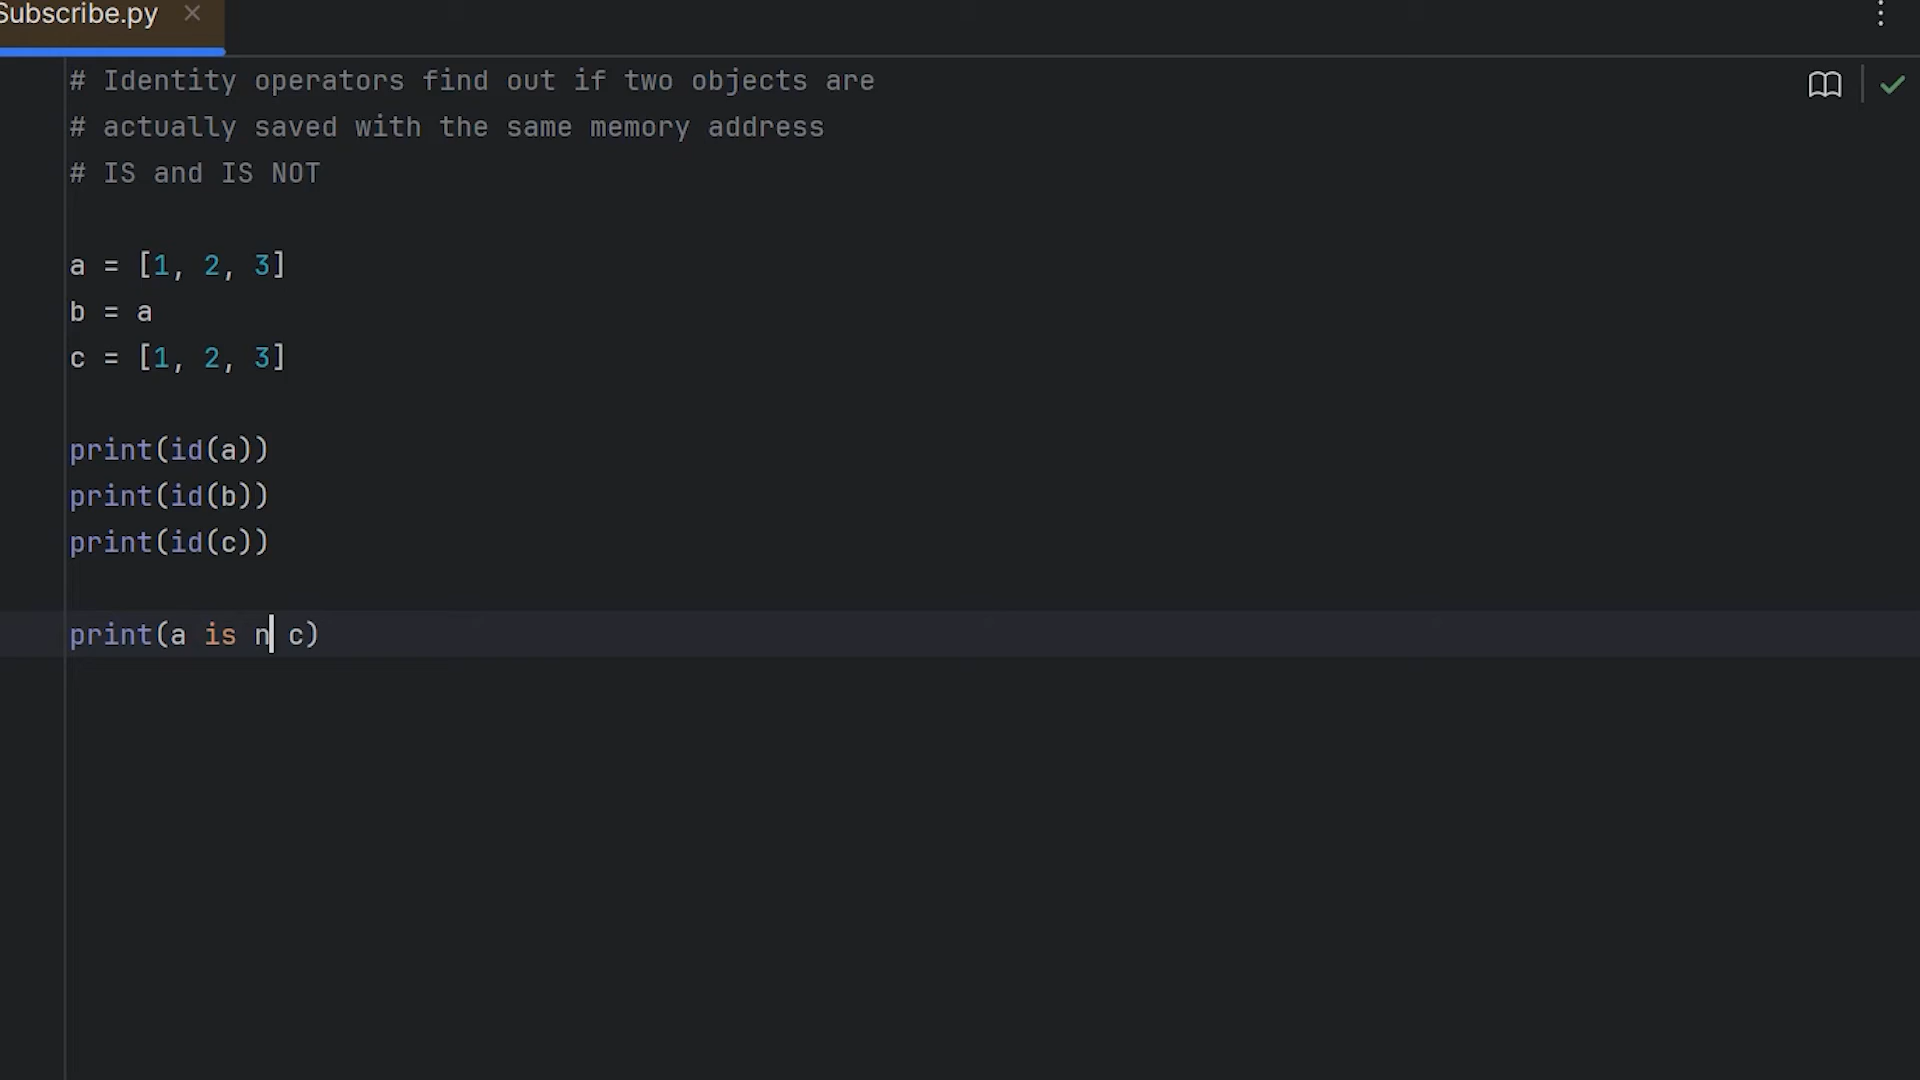 Subscribe.py
# Identity operators find out if two objects are
# actually saved with the same memory address
# IS and IS NOT
a = [1, 2, 3]
b = a
c = [1, 2, 3]
print(id(a))
print(id(b))
print(id(c))
print(a is n c)